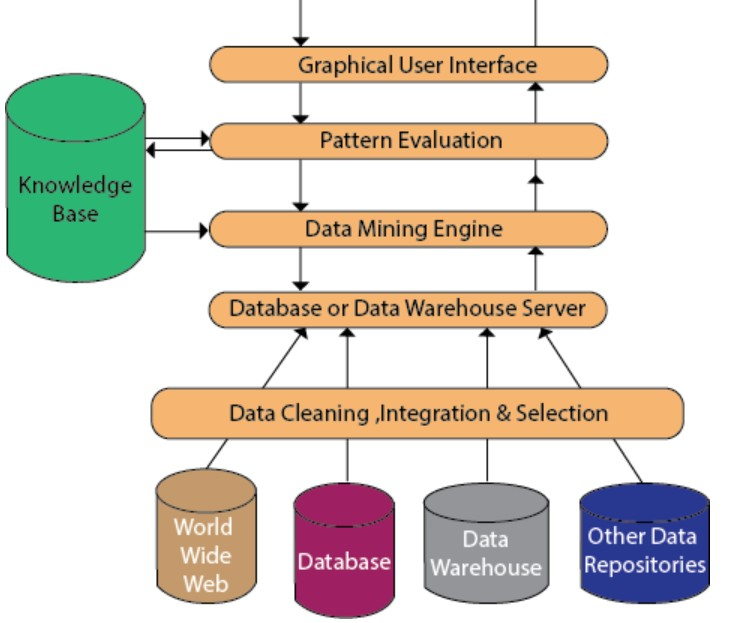 Graphical User Interface
Pattern Evaluation
Knowledge
Base
Data Mining Engine
Database or Data Warehouse Server
Data Cleaning ,Integration & Selection
World
Wide
Web
Database
Data
Warehouse
Other Data
Repositories